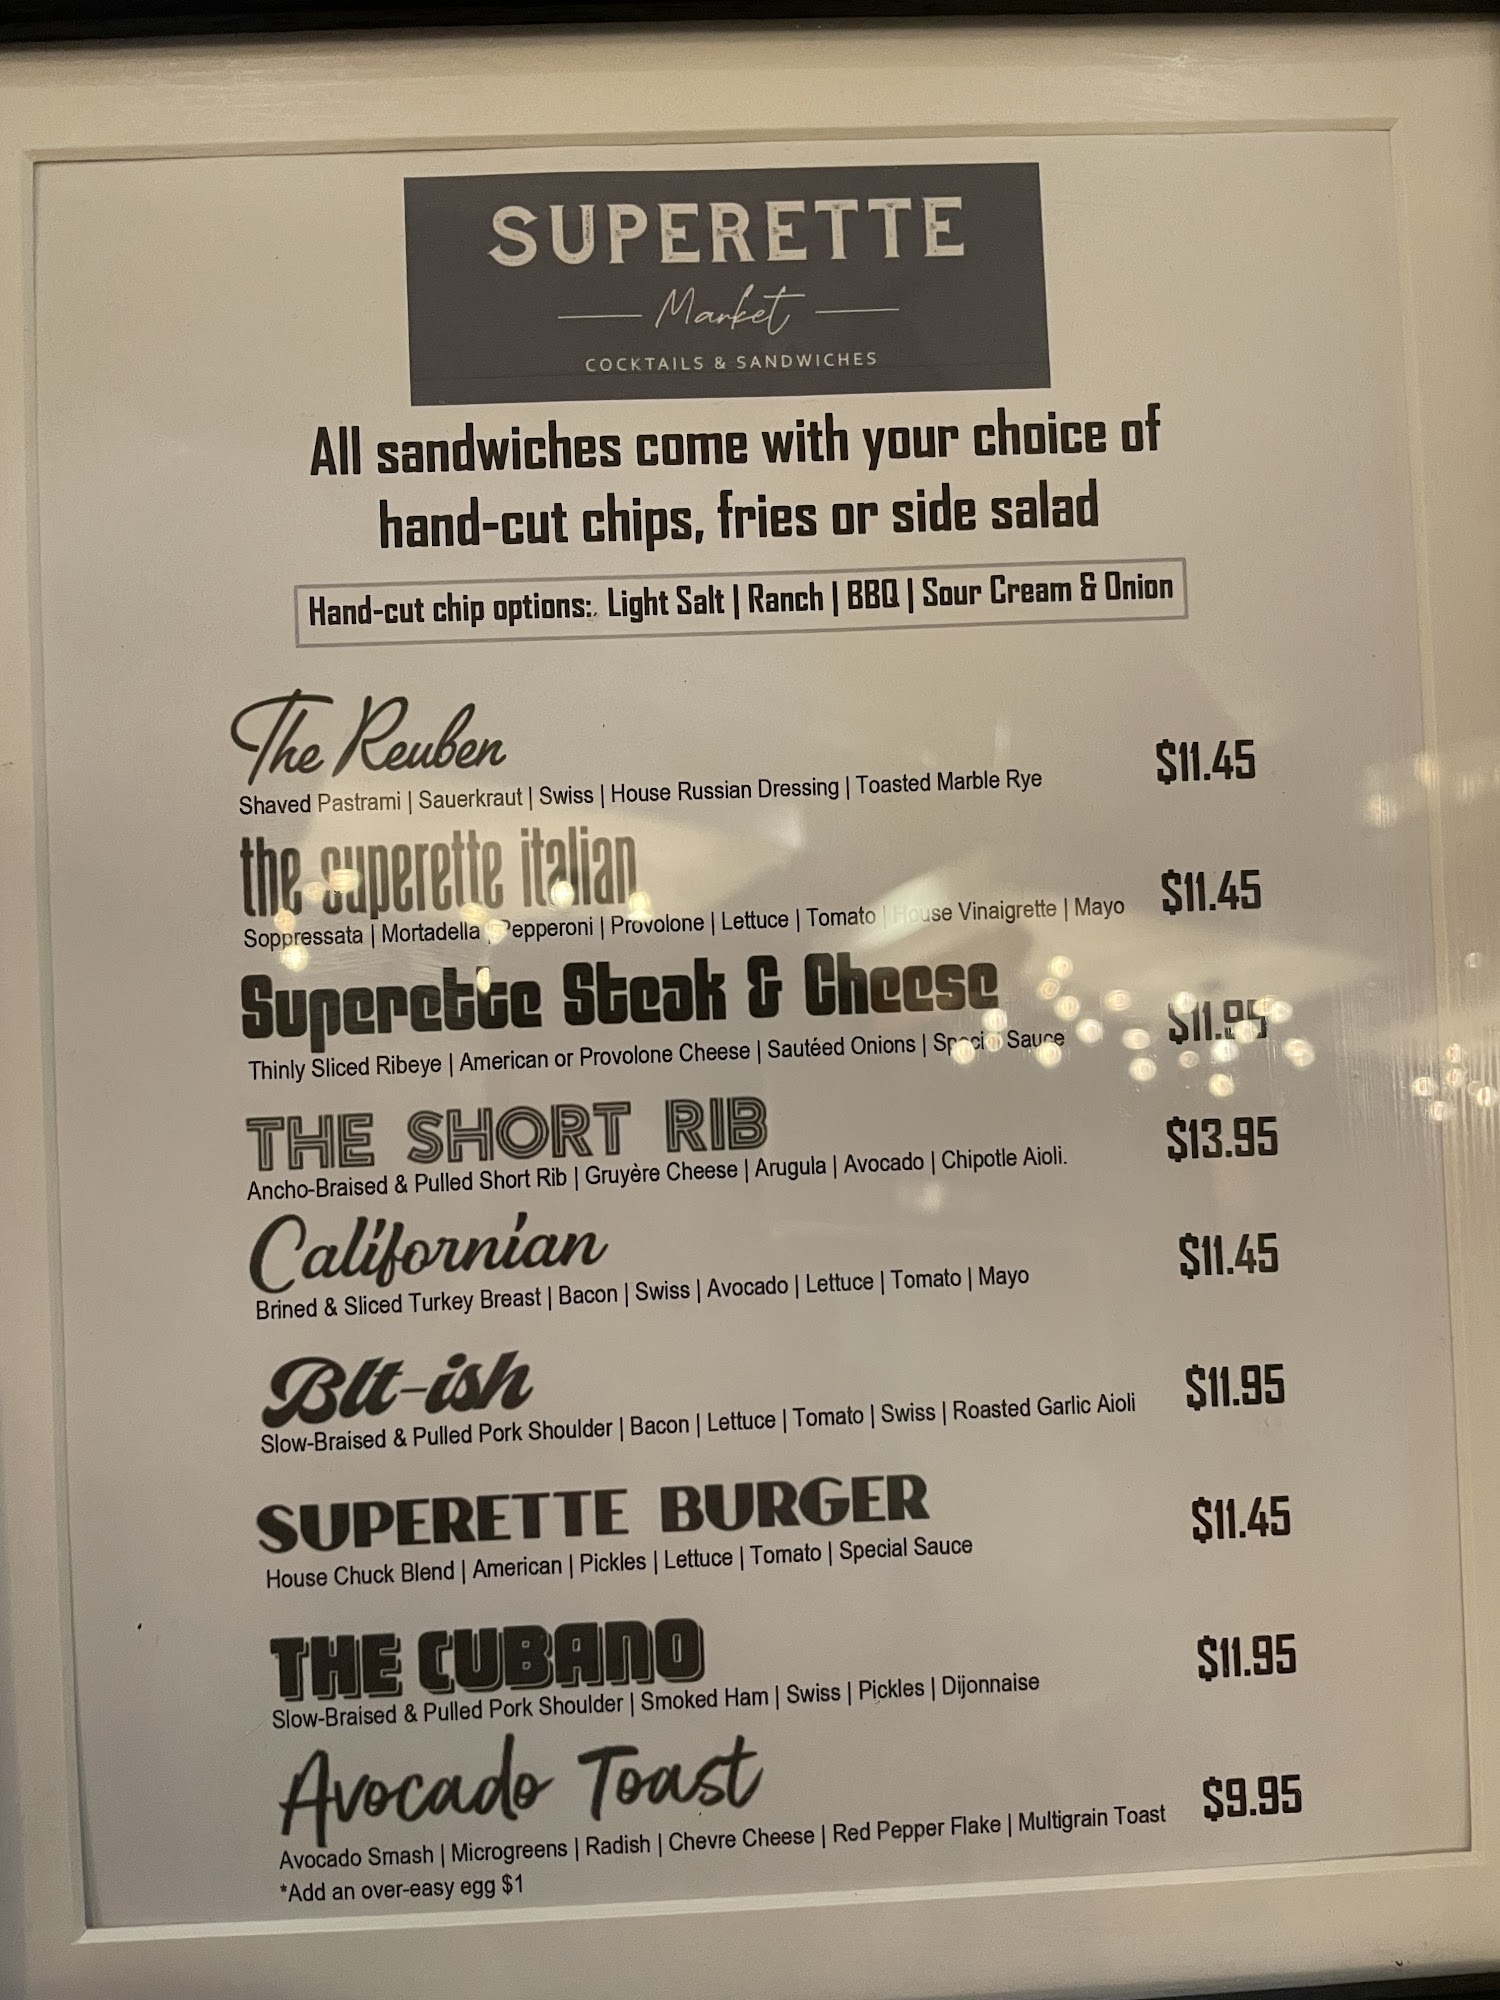 SUPERETTE
Market
COCKTAILS & SANDWICHES
All sandwiches come with your choice of
hand-cut chips, fries or side salad
Hand-cut chip options:. Light Salt | Ranch | BBQ | Sour Cream & Onion
The Reuben $11.45
Shaved Pastrami | Sauerkraut | Swiss | House Russian Dressing | Toasted Marble Rye
the superette italian $11.45
Soppressata | Mortadella | Pepperoni | Provolone | Lettuce | Tomato | House Vinaigrette | Mayo
Superette Steak & Cheese $11.95
Thinly Sliced Ribeye | American or Provolone Cheese | Sautéed Onions | Special Sauce
THE SHORT RIB $13.95
Ancho-Braised & Pulled Short Rib | Gruyère Cheese | Arugula | Avocado | Chipotle Aioli.
Californian $11.45
Brined & Sliced Turkey Breast | Bacon | Swiss | Avocado | Lettuce | Tomato | Mayo
Blt-ish $11.95
Slow-Braised & Pulled Pork Shoulder | Bacon | Lettuce | Tomato | Swiss | Roasted Garlic Aioli
SUPERETTE BURGER $11.45
House Chuck Blend | American | Pickles | Lettuce | Tomato | Special Sauce
THE CUBANO $11.95
Slow-Braised & Pulled Pork Shoulder | Smoked Ham | Swiss | Pickles | Dijonnaise
Avocado Toast $9.95
Avocado Smash | Microgreens | Radish | Chevre Cheese | Red Pepper Flake | Multigrain Toast
*Add an over-easy egg $1